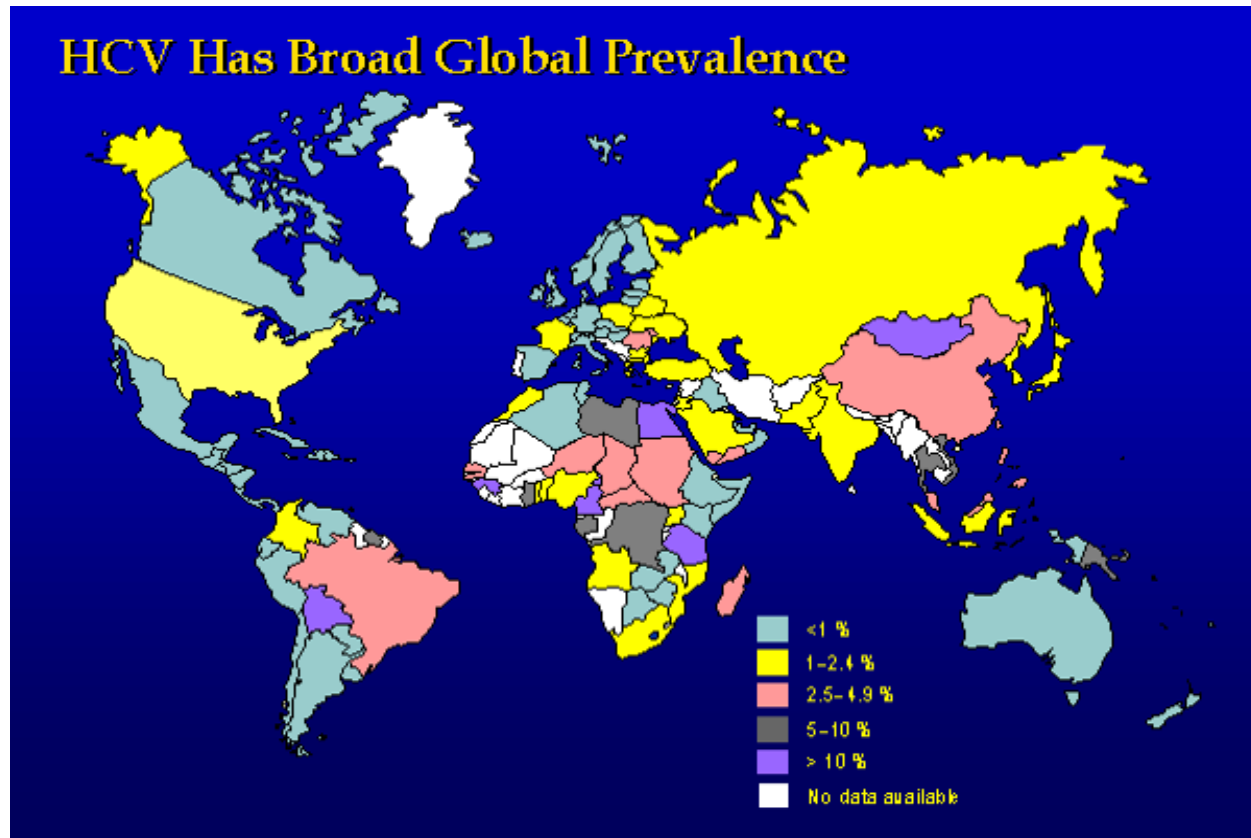 HCV Has Broad Global Prevalence
<1 %
1-2.4 %
2.5-4.9 %
5-10 %
> 10 %
No data available